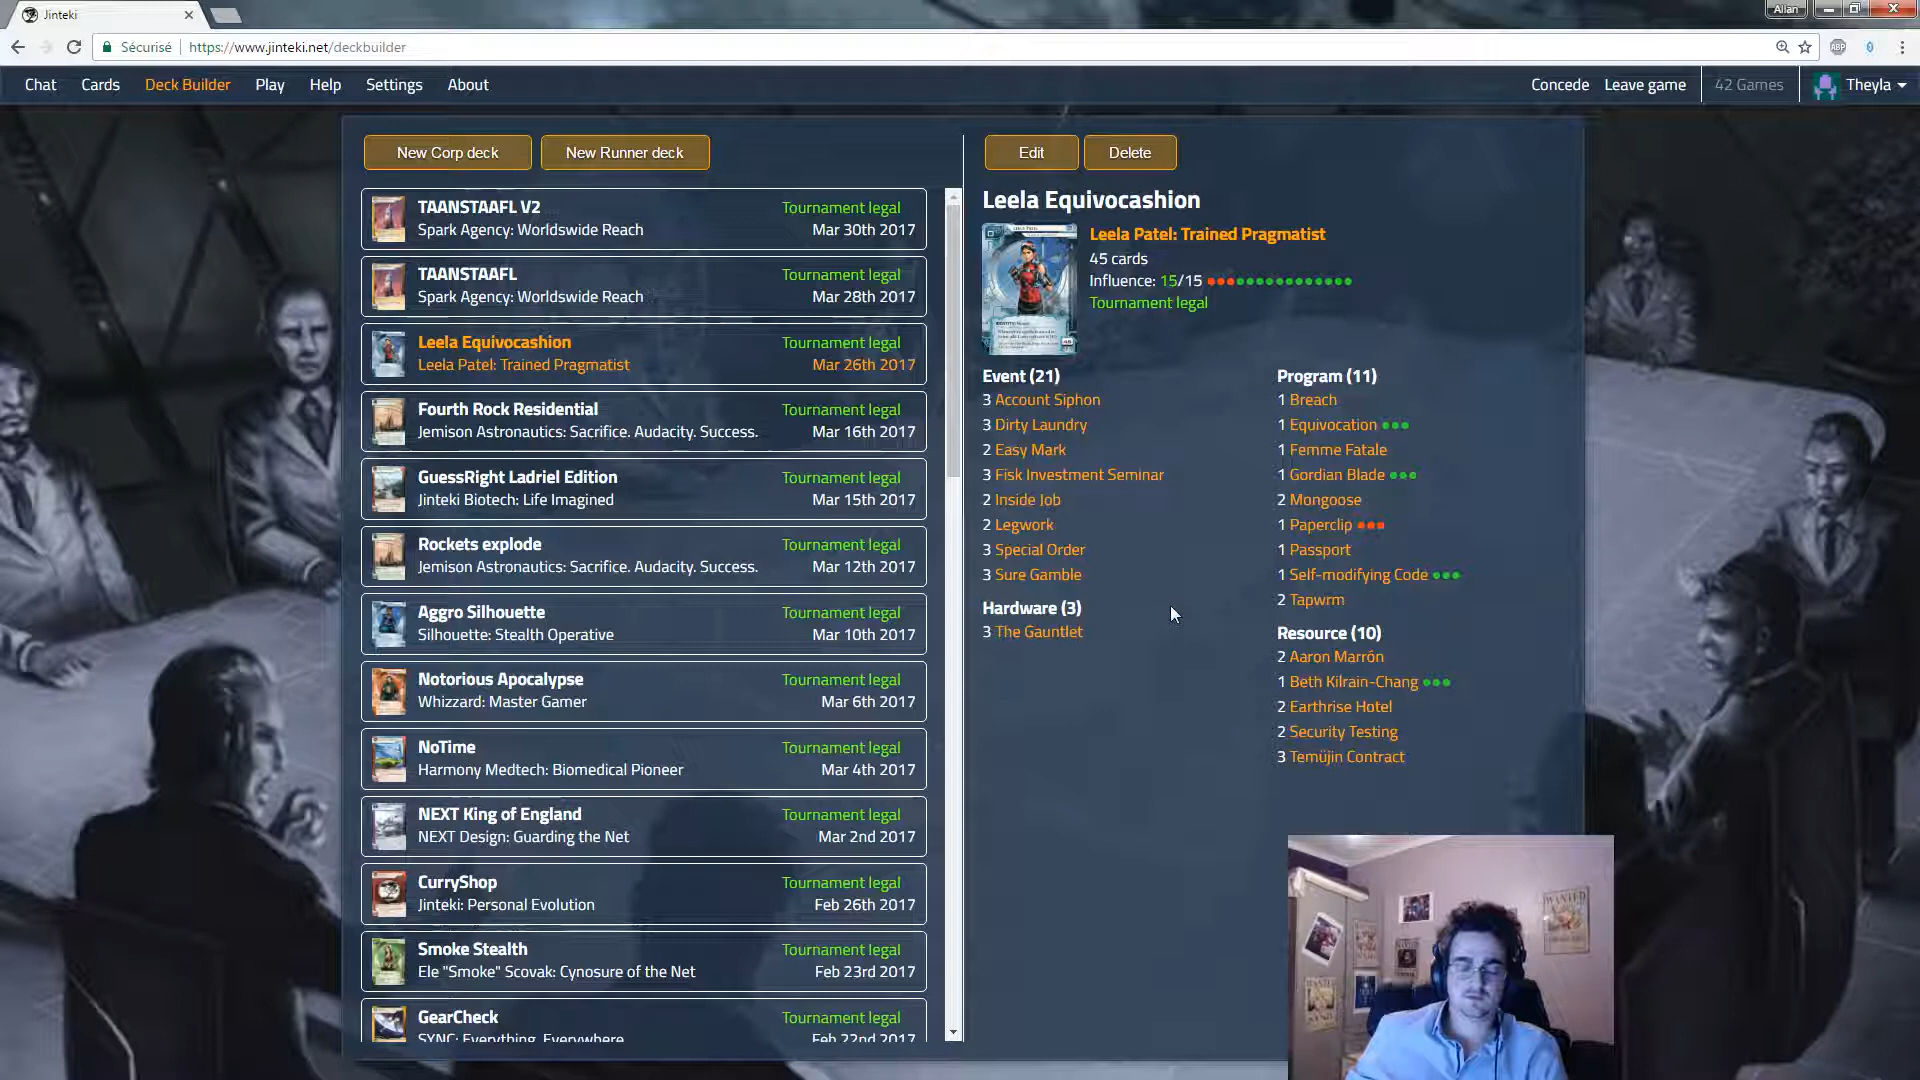 Jinteki
Allan
Sécurisé
https://www.jinteki.net/deckbuilder
ABP
Chat Cards Deck Builder Play Help Settings About
Concede Leave game 42 Games Theyla
New Corp deck New Runner deck
TAANSTAAFL V2 Tournament legal
Spark Agency: Worldwide Reach Mar 30th 2017
TAANSTAAFL Tournament legal
Spark Agency: Worldswide Reach Mar 28th 2017
Leela Equivocashion Tournament legal
Leela Patel: Trained Pragmatist Mar 26th 2017
Fourth Rock Residential Tournament legal
Jemison Astronautics: Sacrifice. Audacity. Success. Mar 16th 2017
GuessRight Ladriel Edition Tournament legal
Jinteki Biotech: Life Imagined Mar 15th 2017
Rockets explode Tournament legal
Jemison Astronautics: Sacrifice. Audacity. Success. Mar 12th 2017
Aggro Silhouette Tournament legal
Silhouette: Stealth Operative Mar 10th 2017
Notorious Apocalypse Tournament legal
Whizzard: Master Gamer Mar 6th 2017
NoTime Tournament legal
Harmony Medtech: Biomedical Pioneer Mar 4th 2017
NEXT King of England Tournament legal
NEXT Design: Guarding the Net Mar 2nd 2017
CurryShop Tournament legal
Jinteki: Personal Evolution Feb 26th 2017
Smoke Stealth Tournament legal
Ele "Smoke" Scovak: Cynosure of the Net Feb 23rd 2017
GearCheck Tournament legal
SYNC: Everything, Everywhere Feb 22nd 2017
Edit Delete
Leela Equivocashion
Leela Patel: Trained Pragmatist
45 cards
Influence: 15/15
Tournament legal
Event (21)
3 Account Siphon
3 Dirty Laundry
2 Easy Mark
3 Fisk Investment Seminar
2 Inside Job
2 Legwork
3 Special Order
3 Sure Gamble
Hardware (3)
3 The Gauntlet
Program (11)
1 Breach
1 Equivocation
1 Femme Fatale
1 Gordian Blade
2 Mongoose
1 Paperclip
1 Passport
1 Self-modifying Code
2 Tapwrm
Resource (10)
2 Aaron Marrón
1 Beth Kilrain-Chang
2 Earthrise Hotel
2 Security Testing
3 Temüjin Contract
WANTED
WANTED